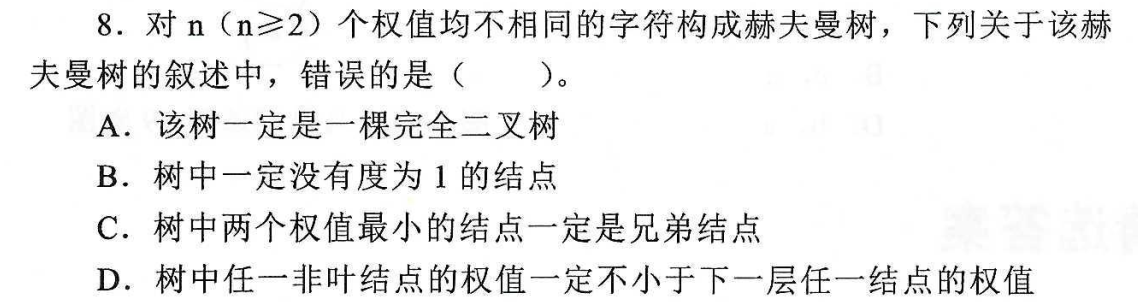 8．对 n（n≥2）个权值均不相同的字符构成赫夫曼树，下列关于该赫
夫曼树的叙述中，错误的是（　　）。
A．该树一定是一棵完全二叉树
B．树中一定没有度为 1 的结点
C．树中两个权值最小的结点一定是兄弟结点
D．树中任一非叶结点的权值一定不小于下一层任一结点的权值